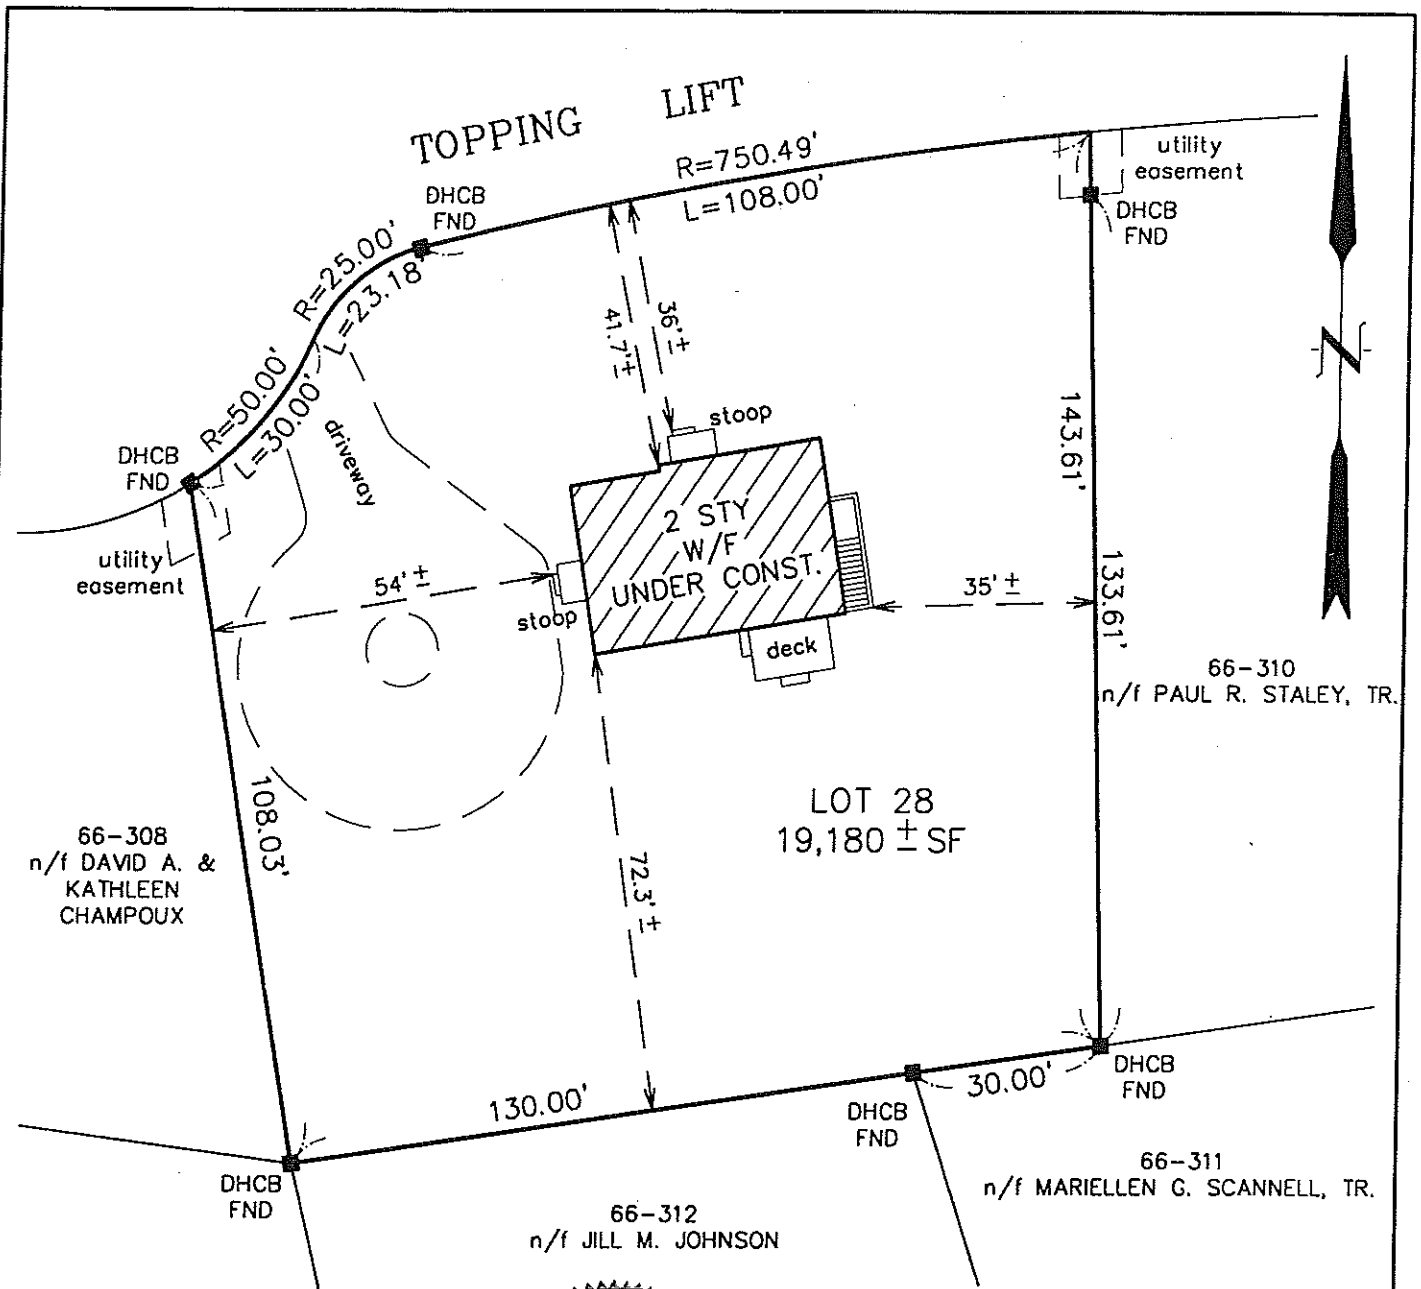 TOPPING LIFT
R=750.49'
L=108.00'
utility
easement
DHCB
FND
DHCB
FND
R=25.00'
L=23.18'
36'±
41.7'±
R=50.00'
L=30.00'
driveway
stoop
143.61'
DHCB
FND
2 STY
W/F
UNDER CONST.
utility
easement
54'±
stoop
35'±
133.61'
deck
66-310
n/f PAUL R. STALEY, TR.
108.03'
LOT 28
19,180 ± SF
66-308
n/f DAVID A. &
KATHLEEN
CHAMPOUX
72.3'±
N
130.00'
30.00'
DHCB
FND
DHCB
FND
DHCB
FND
66-311
n/f MARIELLEN G. SCANNELL, TR.
66-312
n/f JILL M. JOHNSON